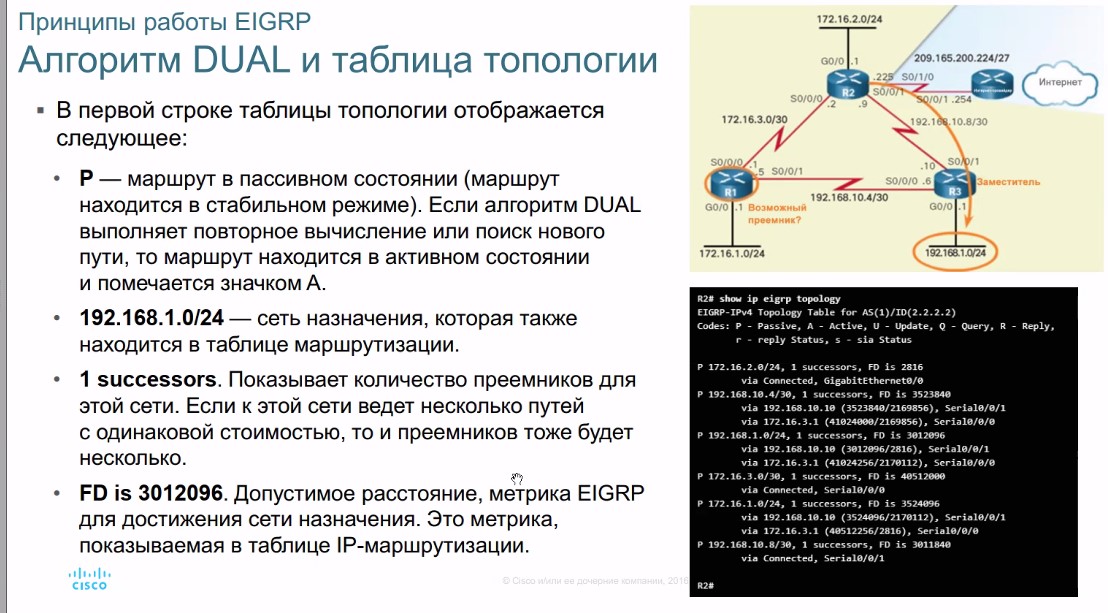 Принципы работы EIGRP
Алгоритм DUAL и таблица топологии
▪ В первой строке таблицы топологии отображается
следующее:
• P — маршрут в пассивном состоянии (маршрут
находится в стабильном режиме). Если алгоритм DUAL
выполняет повторное вычисление или поиск нового
пути, то маршрут находится в активном состоянии
и помечается значком A.
• 192.168.1.0/24 — сеть назначения, которая также
находится в таблице маршрутизации.
• 1 successors. Показывает количество преемников для
этой сети. Если к этой сети ведет несколько путей
с одинаковой стоимостью, то и преемников тоже будет
несколько.
• FD is 3012096. Допустимое расстояние, метрика EIGRP
для достижения сети назначения. Это метрика,
показываемая в таблице IP-маршрутизации.
cisco
© Cisco и/или ее дочерние компании, 2016
172.16.2.0/24
209.165.200.224/27
G0/0 .1
.225 S0/1/0
R2
Интернет
S0/0/0
.2
.9
S0/0/1
S0/0/1 .254
172.16.3.0/30
192.168.10.8/30
S0/0/0 .1
.5 S0/0/1
.10 S0/0/1
S0/0/0 .6
R1
R3
Заместитель
192.168.10.4/30
G0/0 .1
Возможный
преемник?
G0/0 .1
172.16.1.0/24
192.168.1.0/24
R2# show ip eigrp topology
EIGRP-IPv4 Topology Table for AS(1)/ID(2.2.2.2)
Codes: P - Passive, A - Active, U - Update, Q - Query, R - Reply,
r - reply Status, s - sia Status
P 172.16.2.0/24, 1 successors, FD is 2816
via Connected, GigabitEthernet0/0
P 192.168.10.4/30, 1 successors, FD is 3523840
via 192.168.10.10 (3523840/2169856), Serial0/0/1
via 172.16.3.1 (41024000/2169856), Serial0/0/0
P 192.168.1.0/24, 1 successors, FD is 3012096
via 192.168.10.10 (3012096/2816), Serial0/0/1
via 172.16.3.1 (41024256/2170112), Serial0/0/0
P 172.16.3.0/30, 1 successors, FD is 40512000
via Connected, Serial0/0/0
P 172.16.1.0/24, 1 successors, FD is 3524096
via 192.168.10.10 (3524096/2170112), Serial0/0/1
via 172.16.3.1 (40512256/2816), Serial0/0/0
P 192.168.10.8/30, 1 successors, FD is 3011840
via Connected, Serial0/0/1
R2#